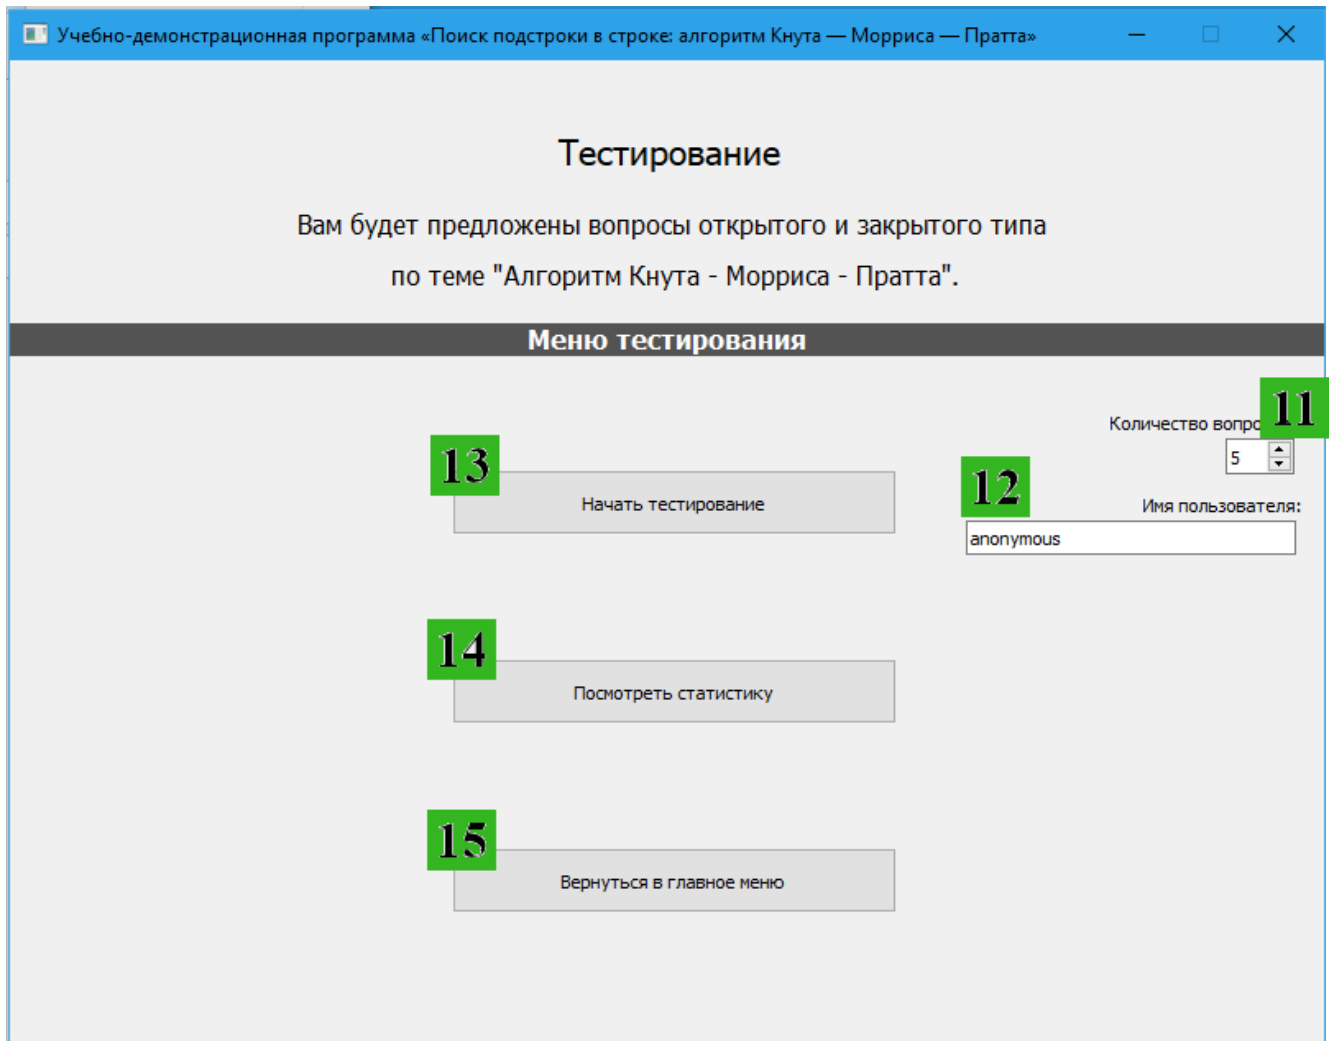 Учебно-демонстрационная программа «Поиск подстроки в строке: алгоритм Кнута — Морриса — Пратта»
Тестирование
Вам будет предложены вопросы открытого и закрытого типа
по теме "Алгоритм Кнута - Морриса - Пратта".
Меню тестирования
11
Количество
5
12
Имя пользователя:
anonymous
13
Начать тестирование
14
Посмотреть статистику
15
Вернуться в главное меню